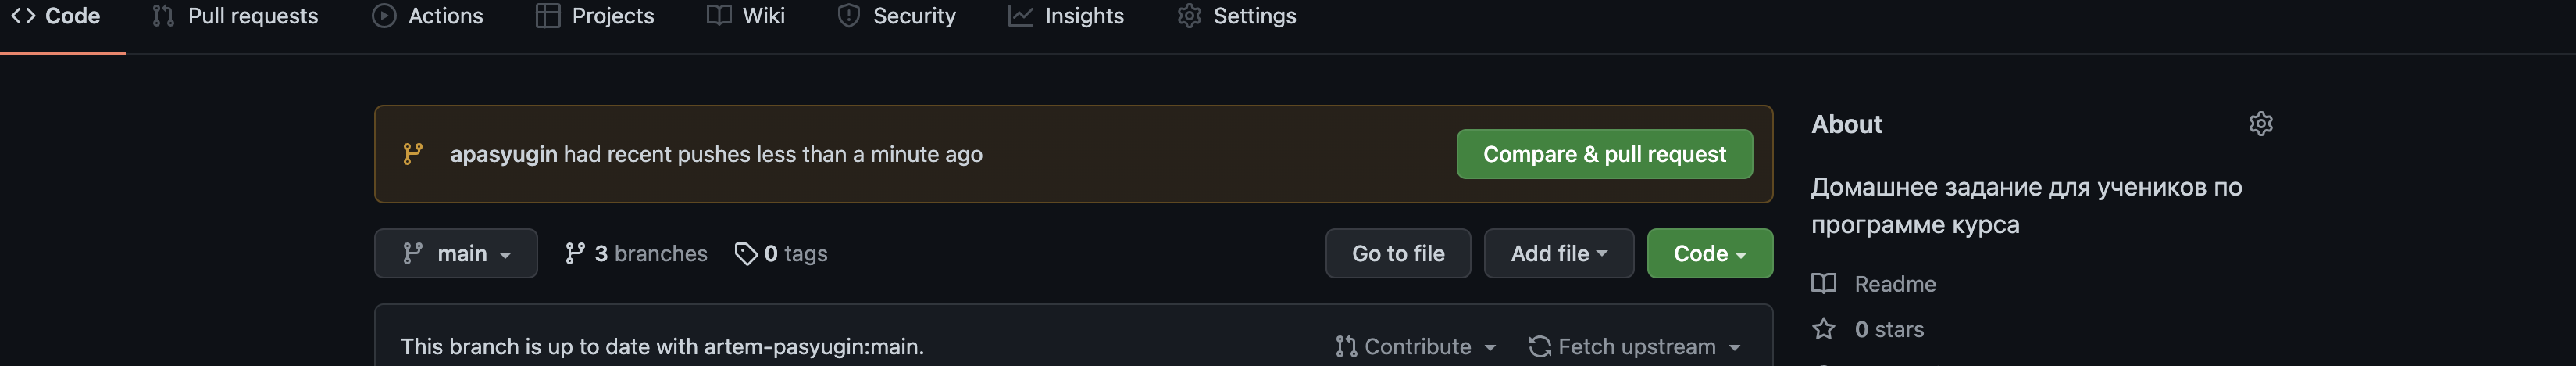 Code Pull requests Actions Projects Wiki Security Insights Settings
apasyugin had recent pushes less than a minute ago
Compare & pull request
main 3 branches 0 tags
Go to file Add file Code
This branch is up to date with artem-pasyugin:main.
Contribute Fetch upstream
About
Домашнее задание для учеников по
программе курса
Readme
0 stars